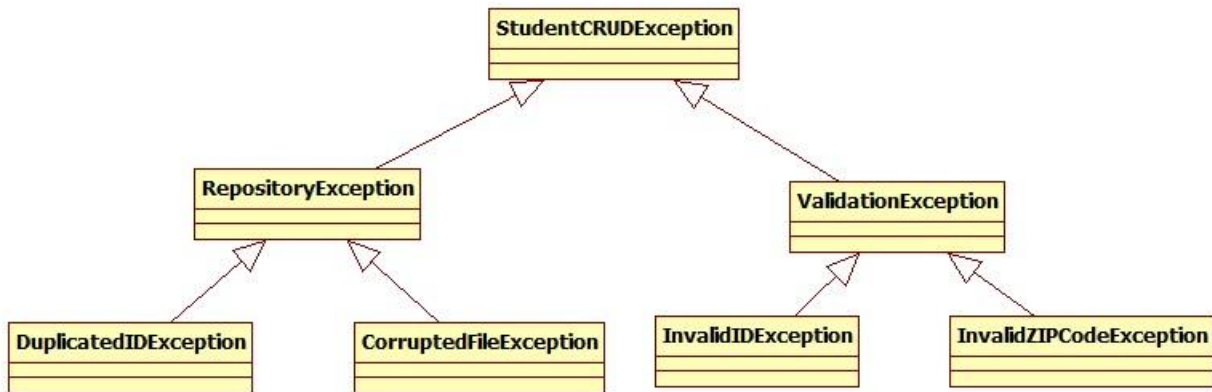 StudentCRUDException
RepositoryException
ValidationException
DuplicatedIDException
CorruptedFileException
InvalidIDException
InvalidZIPCodeException